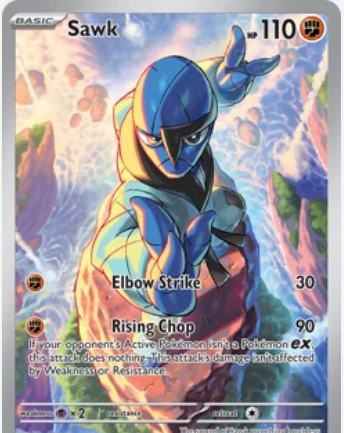 BASIC
Sawk HP 110
Elbow Strike 30
Rising Chop 90
If your opponent's Active Pokémon isn't a Pokémon ex,
this attack does nothing. This attack's damage isn't affected
by Weakness or Resistance.
weakness ×2 resistance retreat